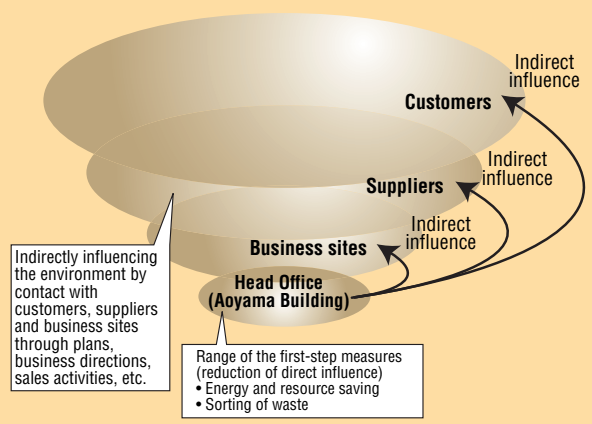 Indirect
influence
Customers
Indirect
influence
Suppliers
Indirect
influence
Business sites
Head Office
(Aoyama Building)
Indirectly influencing
the environment by
contact with
customers, suppliers
and business sites
through plans,
business directions,
sales activities, etc.
Range of the first-step measures
(reduction of direct influence)
• Energy and resource saving
• Sorting of waste